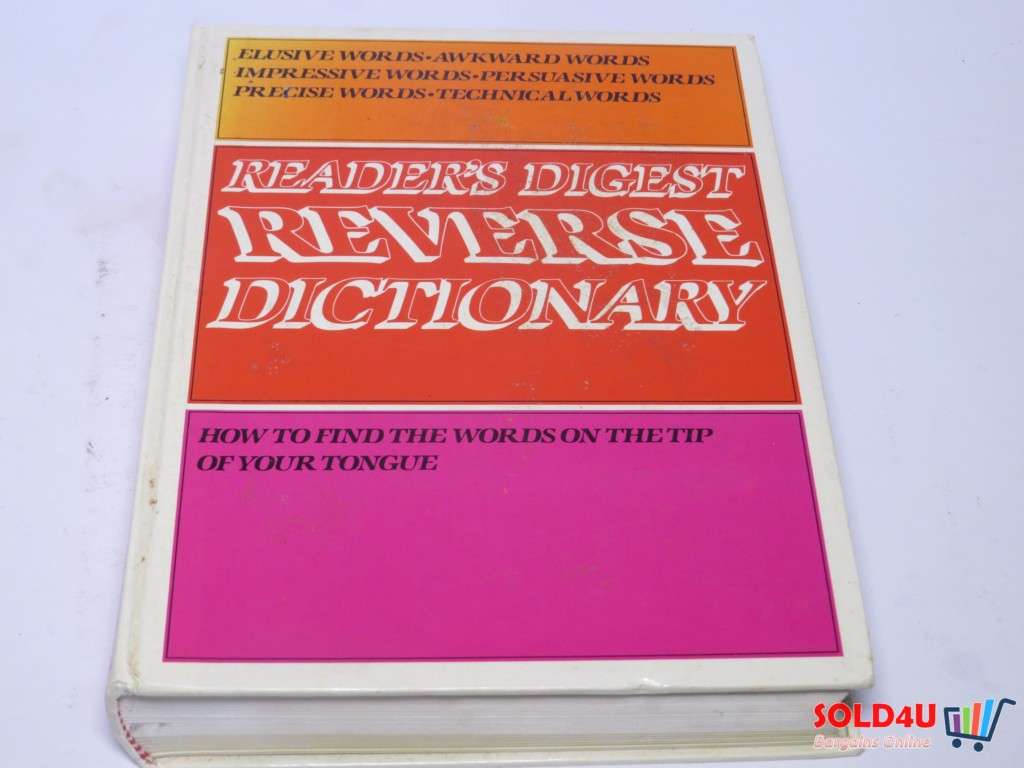 ELUSIVE WORDS•AWKWARD WORDS
IMPRESSIVE WORDS•PERSUASIVE WORDS
PRECISE WORDS•TECHNICAL WORDS
READER'S DIGEST
REVERSE
DICTIONARY
HOW TO FIND THE WORDS ON THE TIP
OF YOUR TONGUE
SOLD4U
Bargains Online